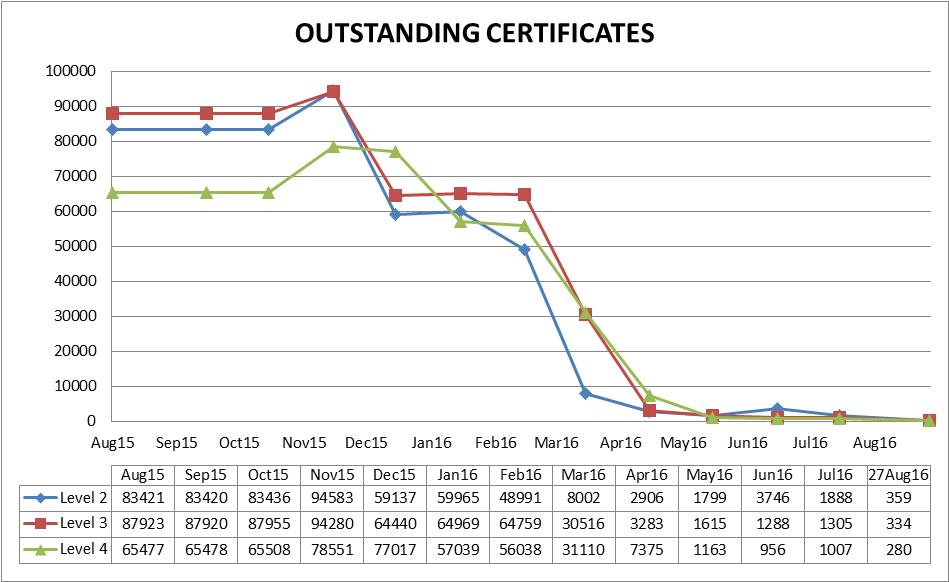 OUTSTANDING CERTIFICATES
100000
90000
80000
70000
60000
50000
40000
30000
20000
10000
0
Aug15 Sep15 Oct15 Nov15 Dec15 Jan16 Feb16 Mar16 Apr16 May16 Jun16 Jul16 Aug16
Aug15 Sep15 Oct15 Nov15 Dec15 Jan16 Feb16 Mar16 Apr16 May16 Jun16 Jul16 27Aug16
Level 2 83421 83420 83436 94583 59137 59965 48991 8002 2906 1799 3746 1888 359
Level 3 87923 87920 87955 94280 64440 64969 64759 30516 3283 1615 1288 1305 334
Level 4 65477 65478 65508 78551 77017 57039 56038 31110 7375 1163 956 1007 280